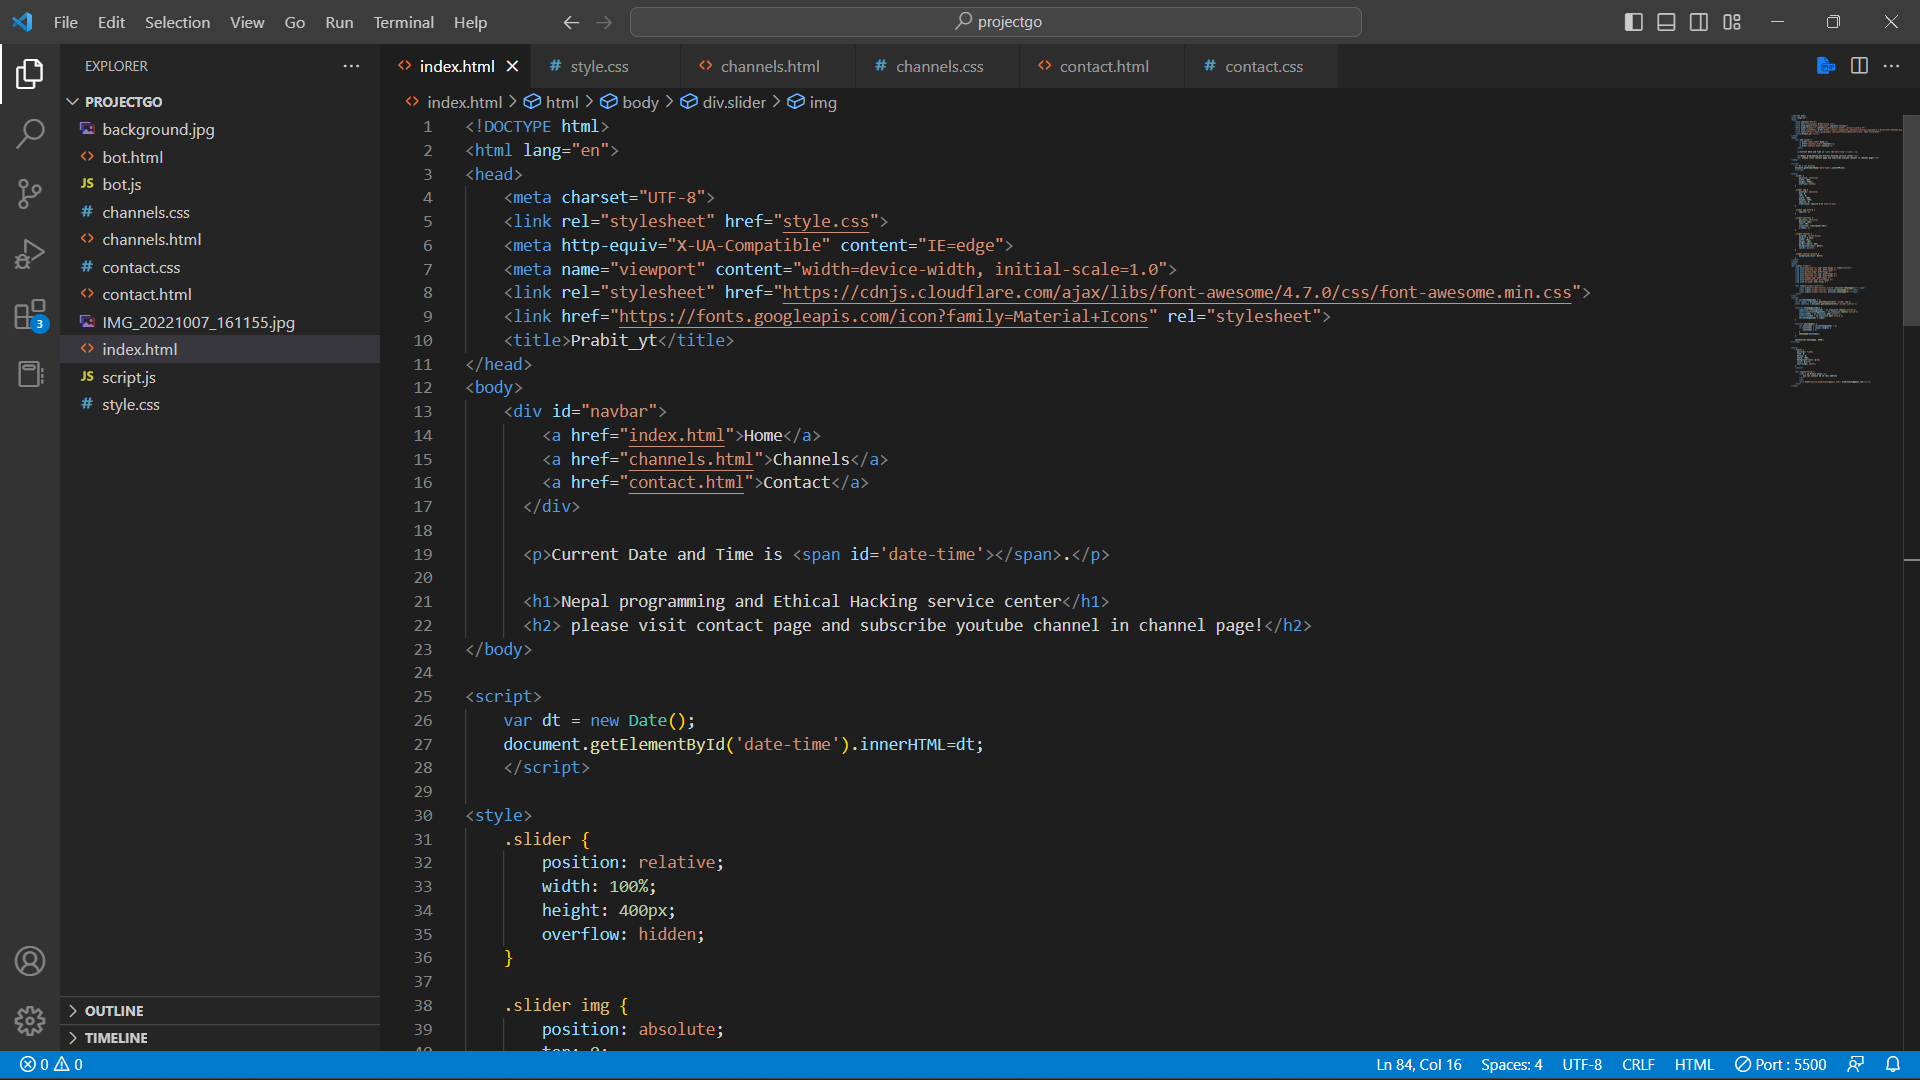 File Edit Selection View Go Run Terminal Help
projectgo
EXPLORER
PROJECTGO
background.jpg
bot.html
JS bot.js
# channels.css
channels.html
# contact.css
contact.html
IMG_20221007_161155.jpg
index.html
JS script.js
# style.css
OUTLINE
TIMELINE
3
index.html # style.css channels.html # channels.css contact.html # contact.css
index.html > html > body > div.slider > img
1 <!DOCTYPE html>
2 <html lang="en">
3 <head>
4 <meta charset="UTF-8">
5 <link rel="stylesheet" href="style.css">
6 <meta http-equiv="X-UA-Compatible" content="IE=edge">
7 <meta name="viewport" content="width=device-width, initial-scale=1.0">
8 <link rel="stylesheet" href="https://cdnjs.cloudflare.com/ajax/libs/font-awesome/4.7.0/css/font-awesome.min.css">
9 <link href="https://fonts.googleapis.com/icon?family=Material+Icons" rel="stylesheet">
10 <title>Prabit_yt</title>
11 </head>
12 <body>
13 <div id="navbar">
14 <a href="index.html">Home</a>
15 <a href="channels.html">Channels</a>
16 <a href="contact.html">Contact</a>
17 </div>
18
19 <p>Current Date and Time is <span id='date-time'></span>.</p>
20
21 <h1>Nepal programming and Ethical Hacking service center</h1>
22 <h2> please visit contact page and subscribe youtube channel in channel page!</h2>
23 </body>
24
25 <script>
26 var dt = new Date();
27 document.getElementById('date-time').innerHTML=dt;
28 </script>
29
30 <style>
31 .slider {
32 position: relative;
33 width: 100%;
34 height: 400px;
35 overflow: hidden;
36 }
37
38 .slider img {
39 position: absolute;
40 top: 0;
0 0
Ln 84, Col 16 Spaces: 4 UTF-8 CRLF HTML Port : 5500